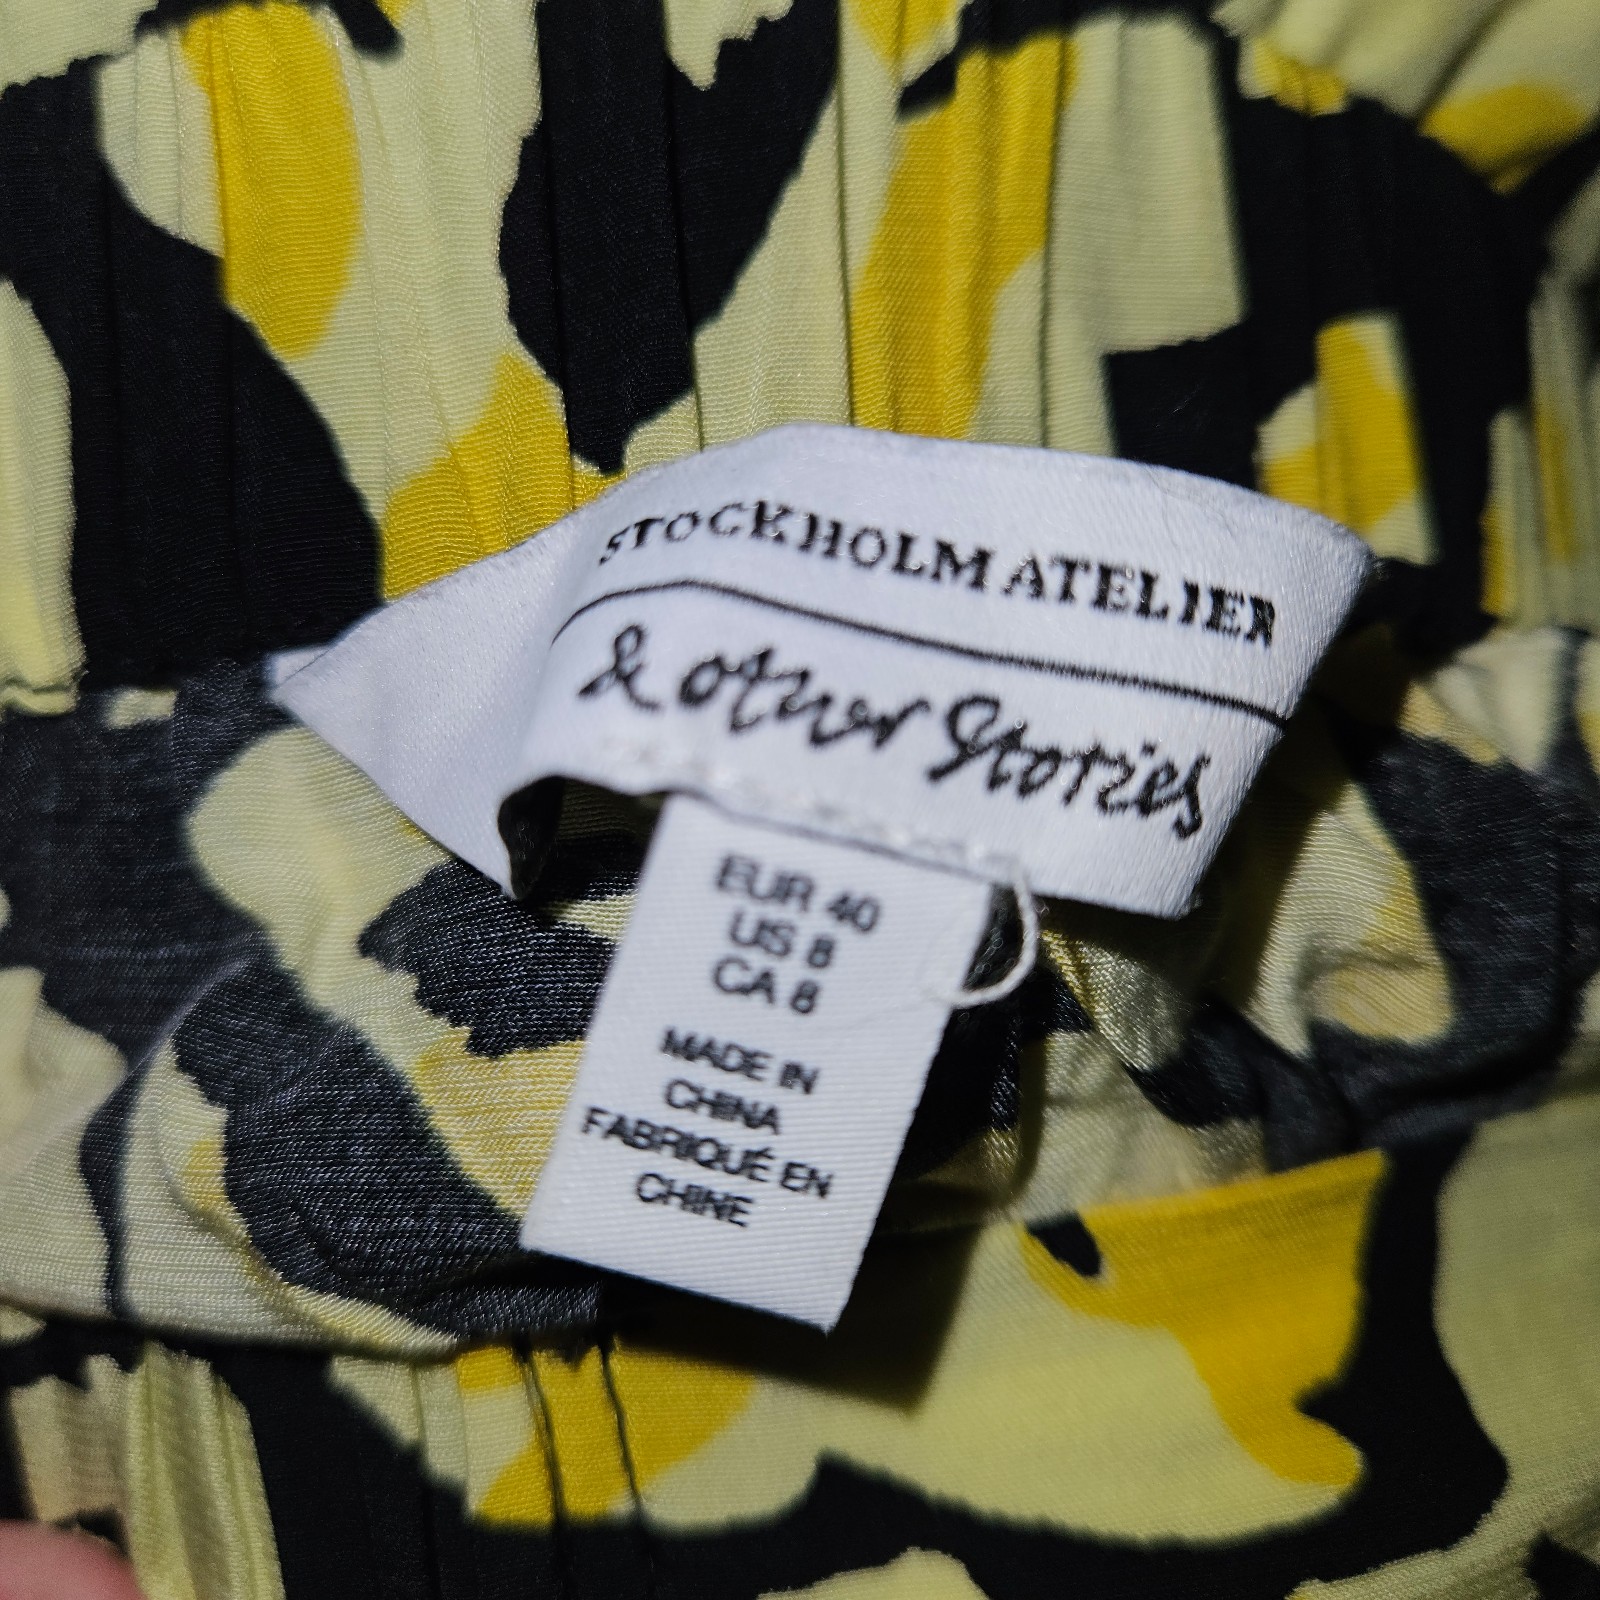 STOCKHOLM ATELIER
& Other Stories
EUR 40
US 8
CA 8
MADE IN
CHINA
FABRIQUÉ EN
CHINE